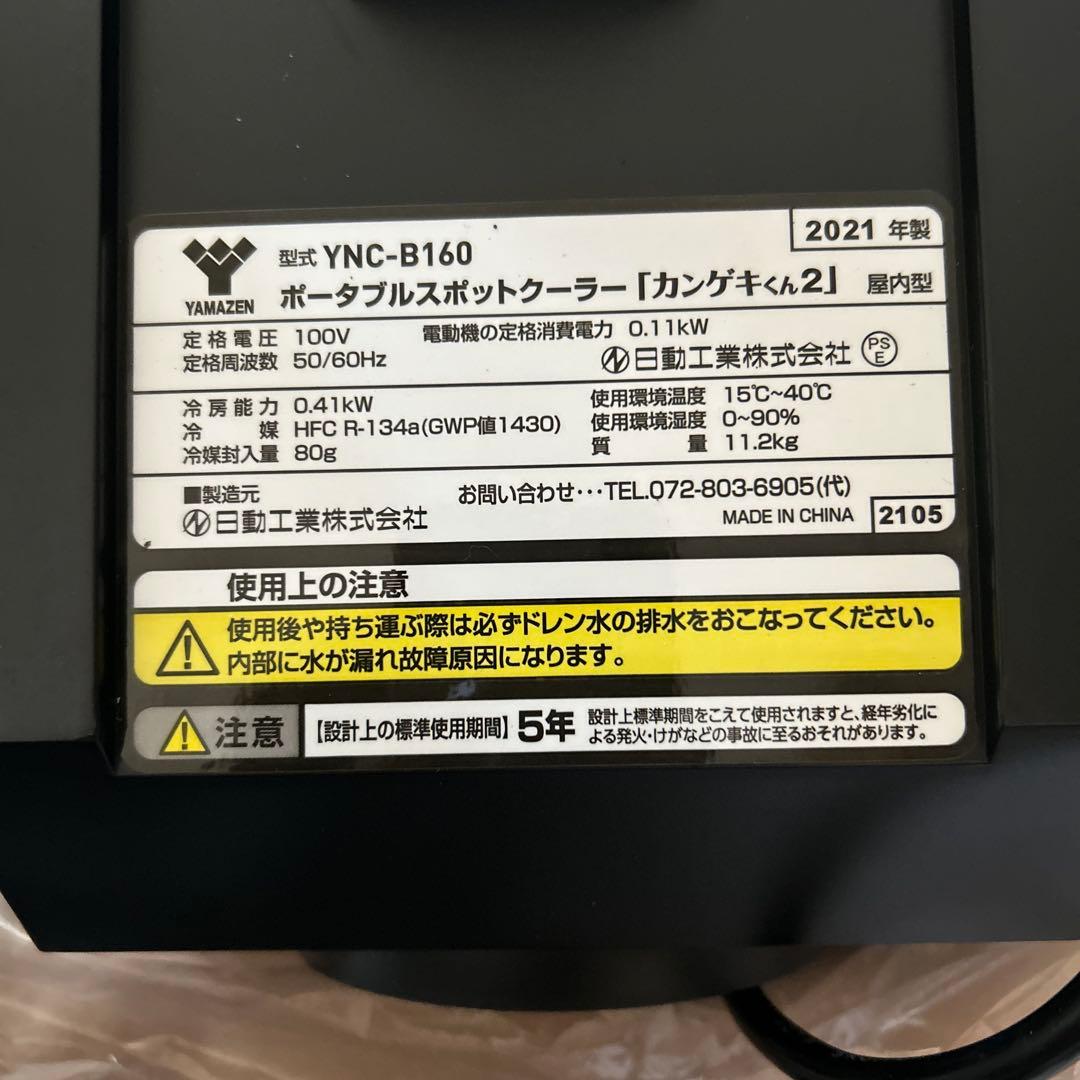 2021 年製
YAMAZEN
型式 YNC-B160
ポータブルスポットクーラー「カンゲキくん2」 屋内型
定格電圧 100V 電動機の定格消費電力 0.11kW
定格周波数 50/60Hz 日動工業株式会社 PSE
冷房能力 0.41kW 使用環境温度 15℃~40℃
冷媒 HFC R-134a(GWP値1430) 使用環境湿度 0~90%
冷媒封入量 80g 質量 11.2kg
■製造元 お問い合わせ･･･TEL.072-803-6905(代)
日動工業株式会社 MADE IN CHINA 2105
使用上の注意
使用後や持ち運ぶ際は必ずドレン水の排水をおこなってください。
内部に水が漏れ故障原因になります。
注意 【設計上の標準使用期間】 5年 設計上標準期間をこえて使用されますと、経年劣化に
よる発火・けがなどの事故に至るおそれがあります。